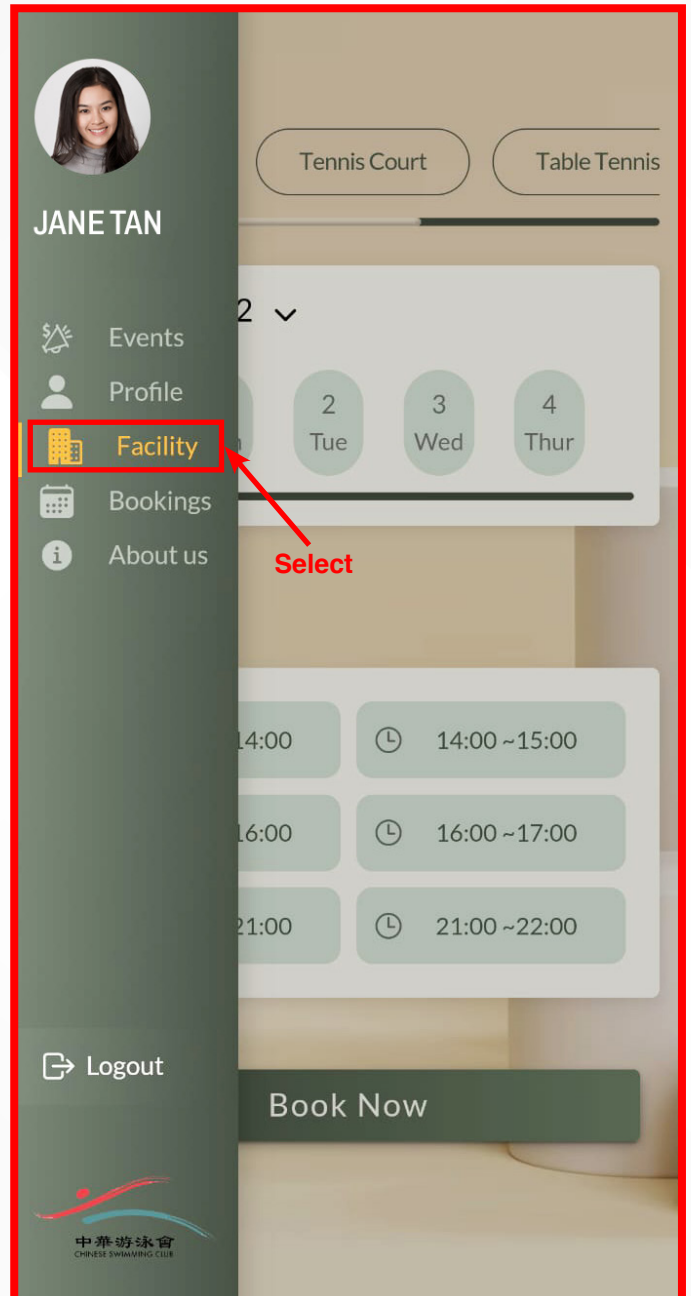 Tennis Court
Table Tennis
JANE TAN
2
Events
Profile
2
Tue
3
Wed
4
Thur
Facility
Bookings
About us
Select
14:00
14:00 ~15:00
16:00
16:00 ~17:00
21:00
21:00 ~22:00
Logout
Book Now
中華游泳會
CHINESE SWIMMING CLUB